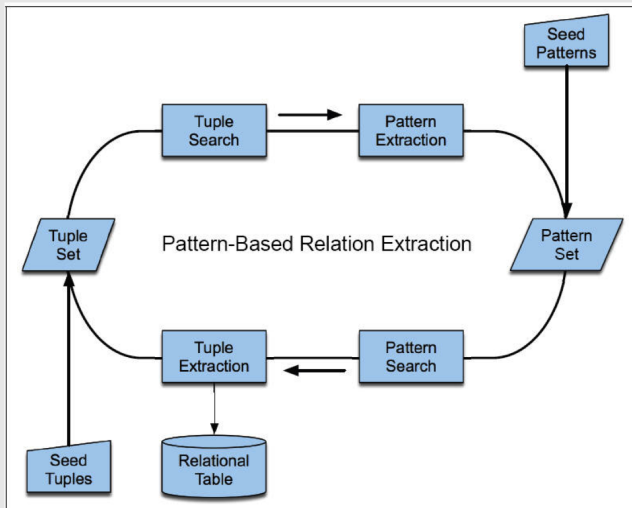 Seed
Patterns
Tuple
Search
Pattern
Extraction
Tuple
Set
Pattern-Based Relation Extraction
Pattern
Set
Tuple
Extraction
Pattern
Search
Seed
Tuples
Relational
Table